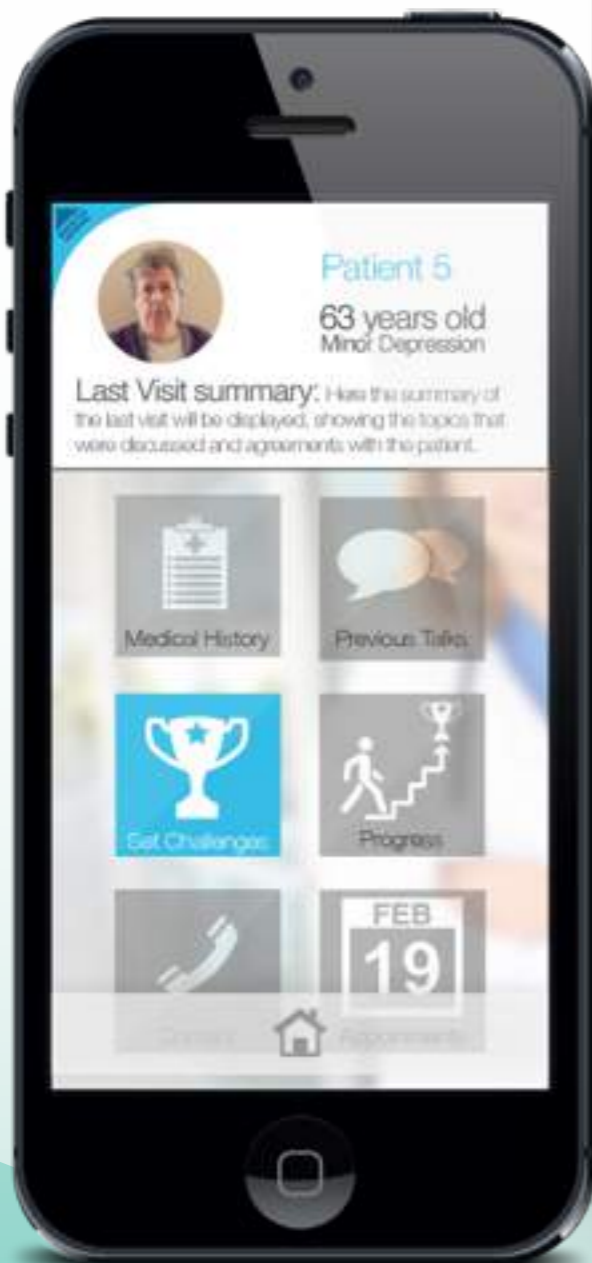 Patient 5
63 years old
Minor Depression
Last Visit summary: Here the summary of
the last visit will be displayed, showing the topics that
were discussed and agreements with the patient.
Medical History
Previous Talks
Set Challenges
Progress
FEB
19
Contact
Appointments